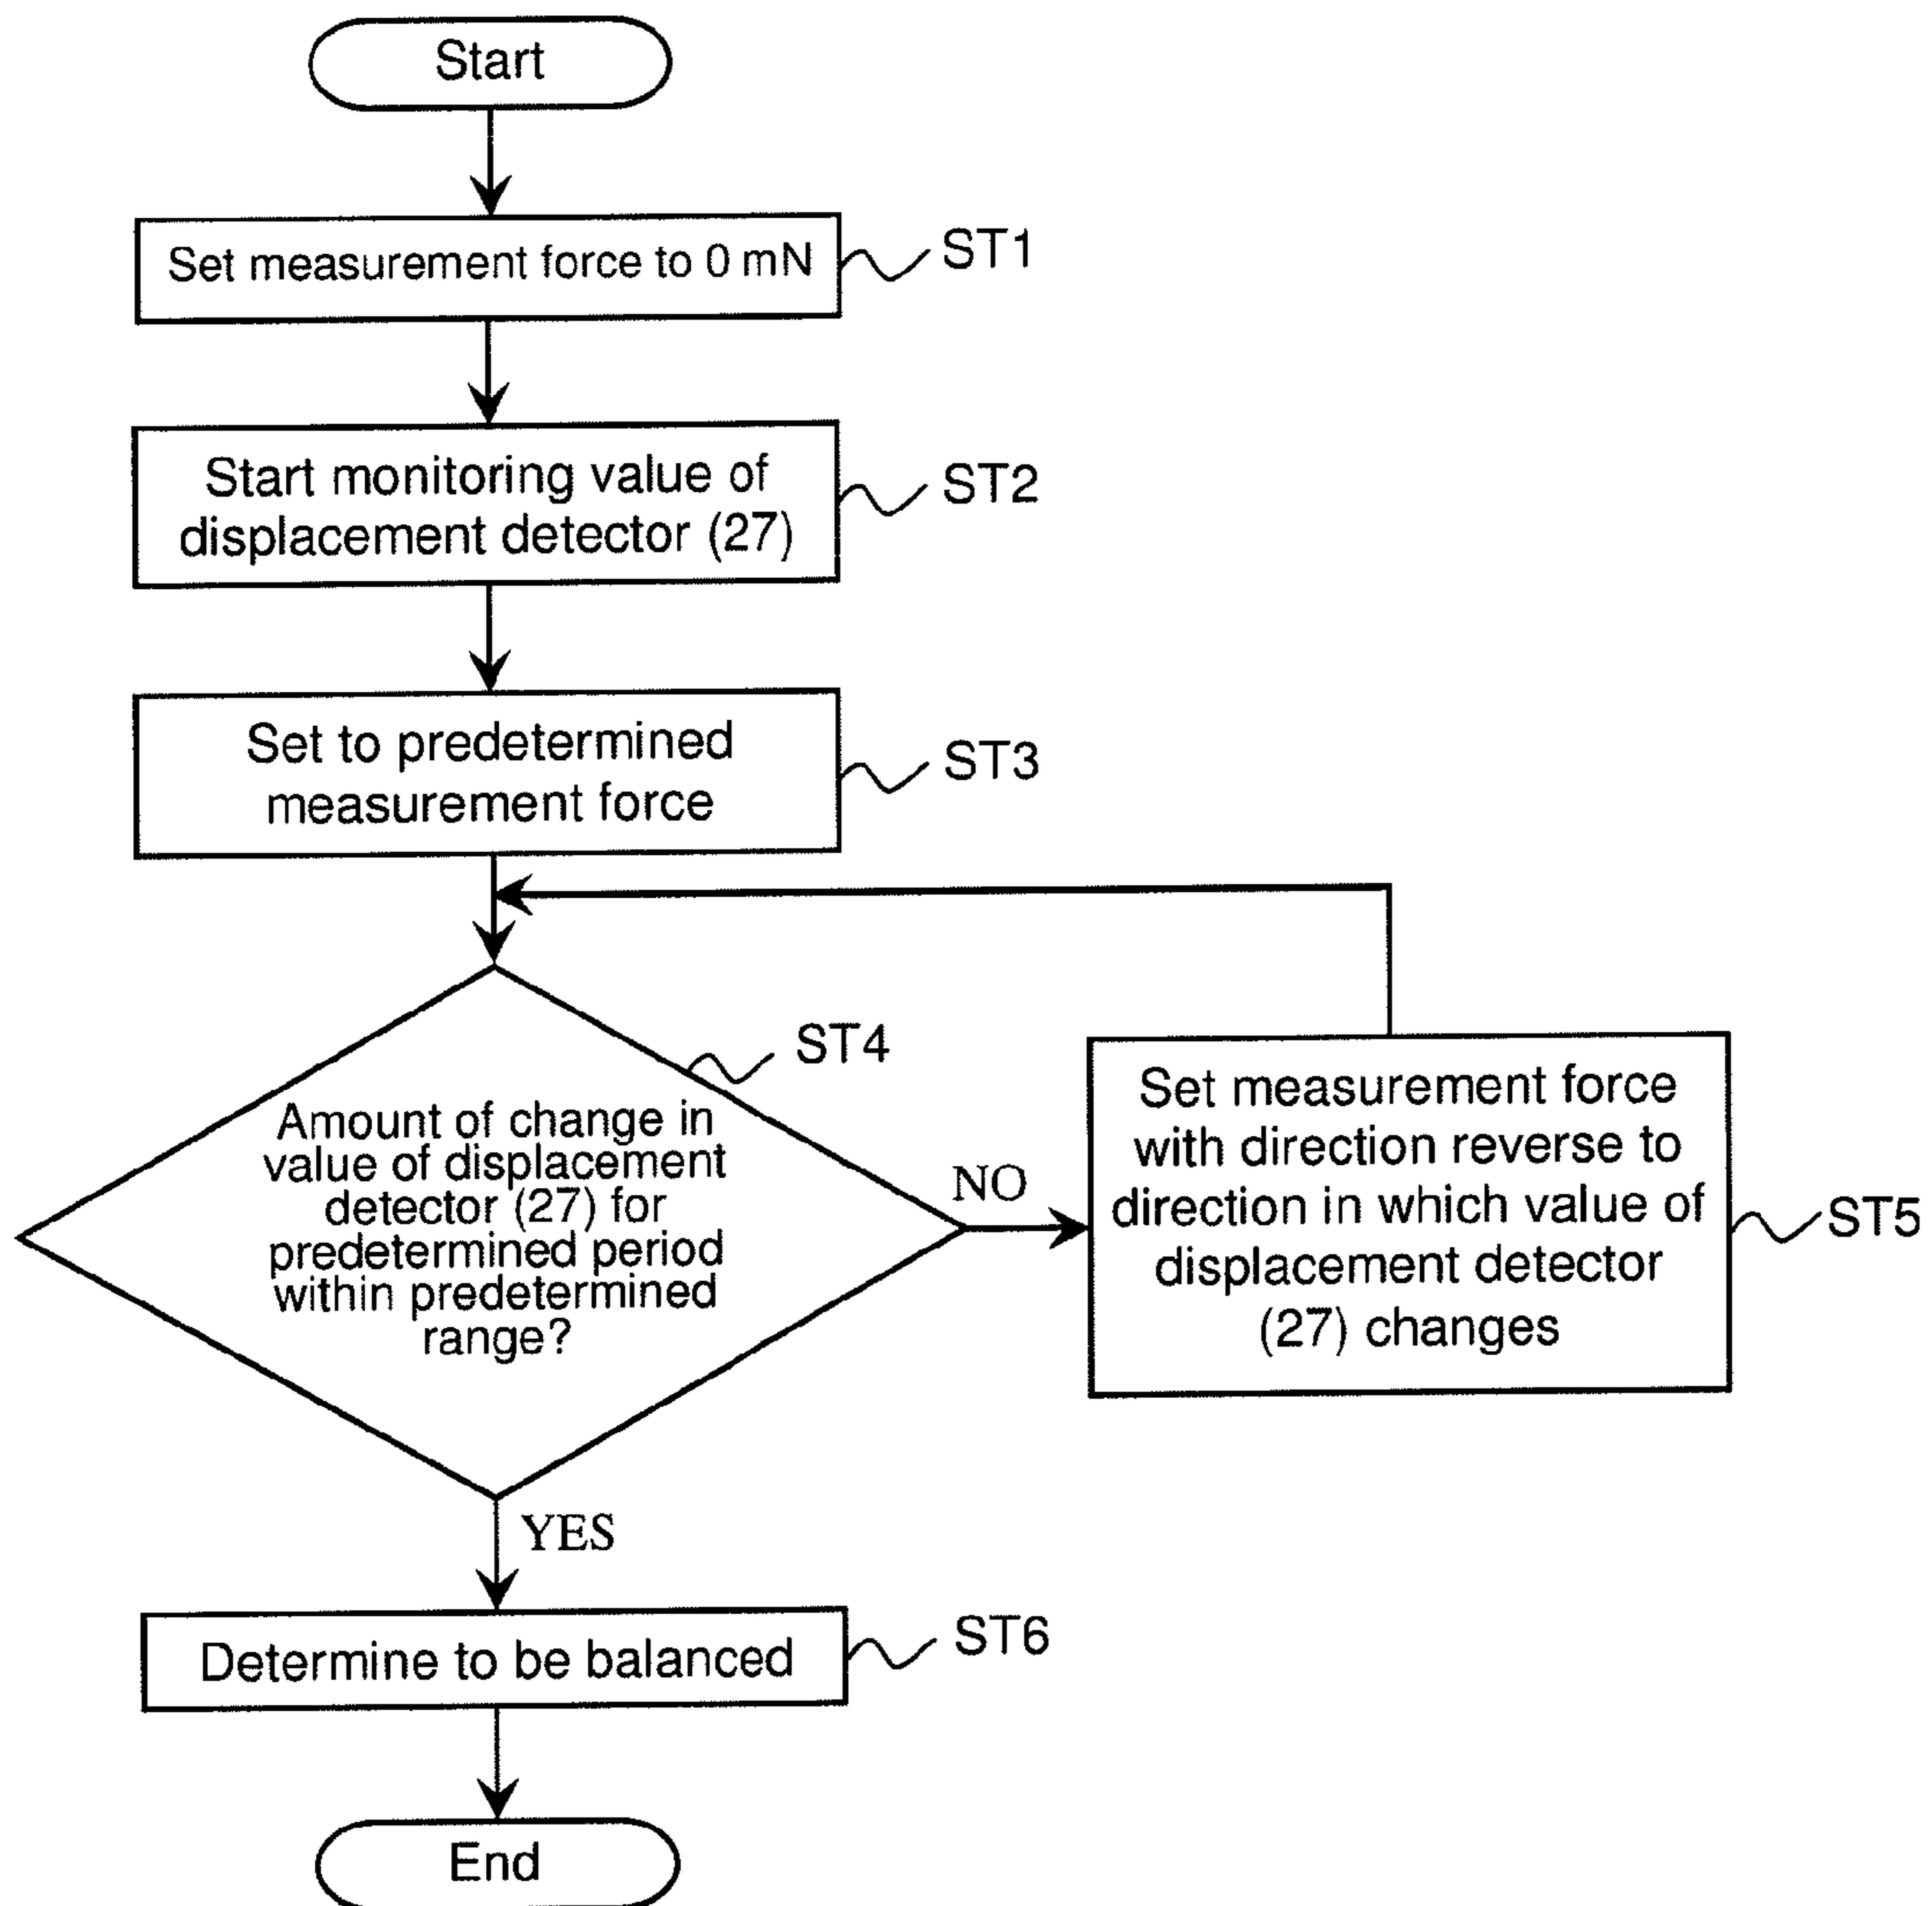 Start
Set measurement force to 0 mN
ST1
Start monitoring value of
displacement detector (27)
ST2
Set to predetermined
measurement force
ST3
ST4
Amount of change in
value of displacement
detector (27) for
predetermined period
within predetermined
range?
NO
Set measurement force
with direction reverse to
direction in which value of
displacement detector
(27) changes
ST5
YES
Determine to be balanced
ST6
End